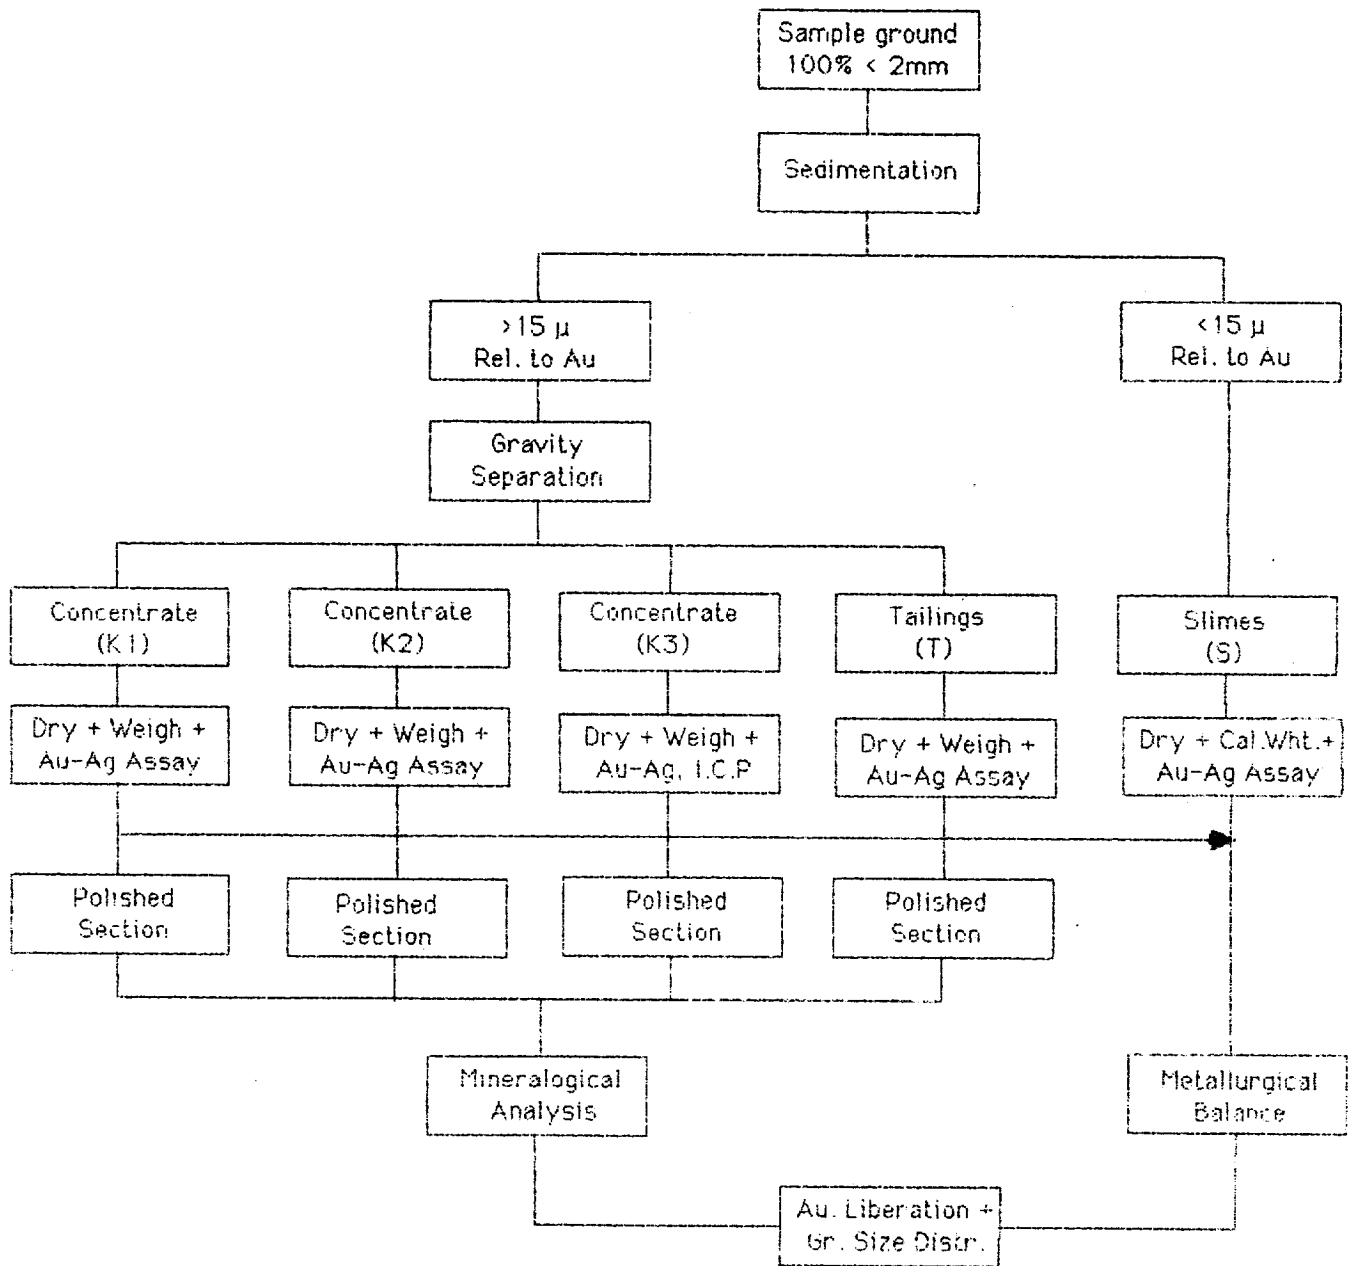 Sample ground
100% < 2mm
Sedimentation
>15 µ
Rel. to Au
<15 µ
Rel. to Au
Gravity
Separation
Concentrate
(K1)
Concentrate
(K2)
Concentrate
(K3)
Tailings
(T)
Slimes
(S)
Dry + Weigh +
Au-Ag Assay
Dry + Weigh +
Au-Ag Assay
Dry + Weigh +
Au-Ag, I.C.P
Dry + Weigh +
Au-Ag Assay
Dry + Cal.Wht.+
Au-Ag Assay
Polished
Section
Polished
Section
Polished
Section
Polished
Section
Mineralogical
Analysis
Metallurgical
Balance
Au. Liberation +
Gr. Size Distr.